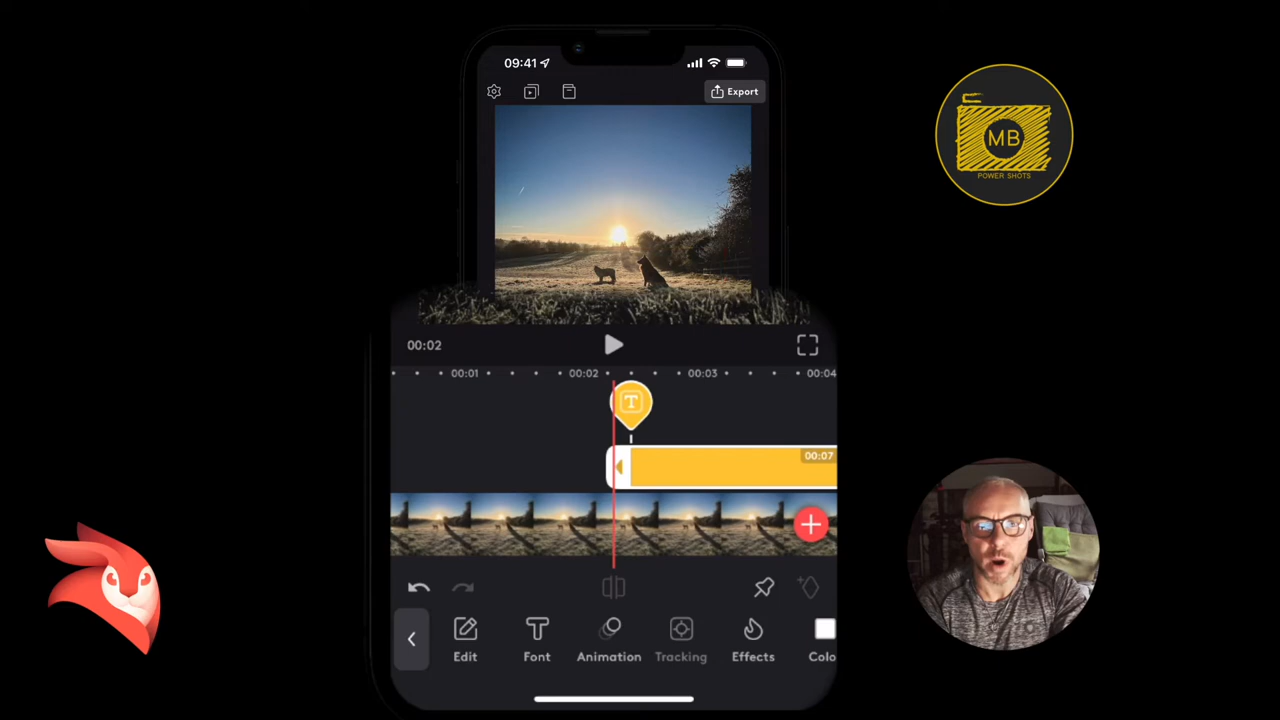 09:41
Export
MB
POWER SHOTS
00:02
00:01 00:02 00:03 00:04
T
00:07
Edit Font Animation Tracking Effects Colo